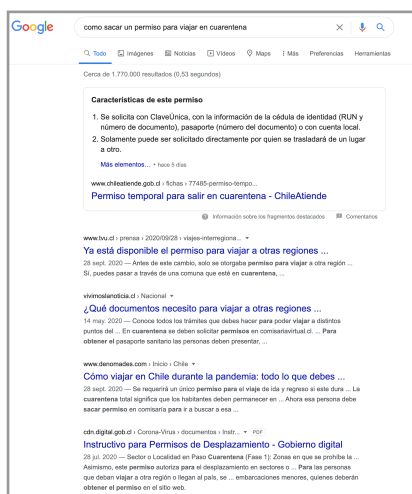 Google
como sacar un permiso para viajar en cuarentena
Todo Imágenes Noticias Vídeos Maps Más Preferencias Herramientas
Cerca de 1.770.000 resultados (0,53 segundos)
Características de este permiso
1. Se solicita con ClaveÚnica, con la información de la cédula de identidad (RUN y
número de documento), pasaporte (número del documento) o con cuenta local.
2. Solamente puede ser solicitado directamente por quien se trasladará de un lugar
a otro.
Más elementos... • hace 5 días
www.chileatiende.gob.cl › fichas › 77485-permiso-tempo...
Permiso temporal para salir en cuarentena - ChileAtiende
Información sobre los fragmentos destacados Comentarios
www.tvu.cl › prensa › 2020/09/28 › viajes-interregiona...
Ya está disponible el permiso para viajar a otras regiones ...
28 sept. 2020 — Antes de este cambio, solo se otorgaba permiso para viajar a otra región ...
Sí, puedes pasar a través de una comuna que esté en cuarentena, ...
vivimoslanoticia.cl › Nacional
¿Qué documentos necesito para viajar a otras regiones ...
14 may. 2020 — Conoce todos los trámites que debes hacer para poder viajar a distintos
puntos del ... En cuarentena se deben solicitar permisos en comisariavirtual.cl. ... Para
obtener el pasaporte sanitario las personas deben presentar, ...
www.denomades.com › Inicio › Chile
Cómo viajar en Chile durante la pandemia: todo lo que debes ...
28 sept. 2020 — Se requerirá un único permiso para el viaje de ida y regreso si este dura ... La
cuarentena total significa que los habitantes deben permanecer en ... Ahora esa persona debe
sacar permiso en comisaría para ir a buscar a esa ...
cdn.digital.gob.cl › Corona-Virus › documentos › Instr... PDF
Instructivo para Permisos de Desplazamiento - Gobierno digital
28 jul. 2020 — Sector o Localidad en Paso Cuarentena (Fase 1): Zonas en que se prohíbe la ...
Asimismo, este permiso autoriza para el desplazamiento en sectores o ... Para las personas
que deban viajar, a otra región o llegan al país, se ... embarcaciones menores, quienes deberán
obtener el permiso en el sitio web.